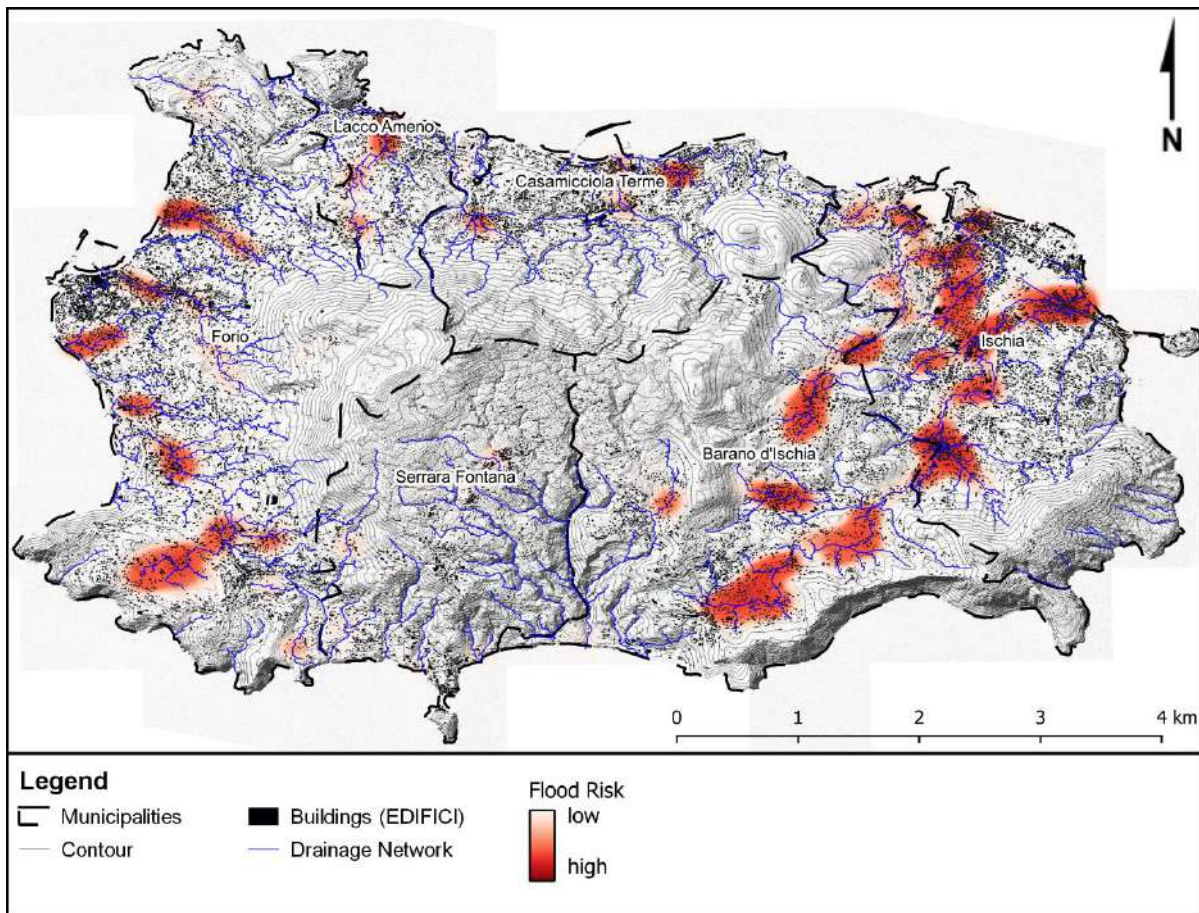 N
Lacco Ameno
Casamicciola Terme
Forio
Ischia
Barano d'Ischia
Serrara Fontana
0 1 2 3 4 km
Legend
Municipalities
Contour
Buildings (EDIFICI)
Drainage Network
Flood Risk
low
high